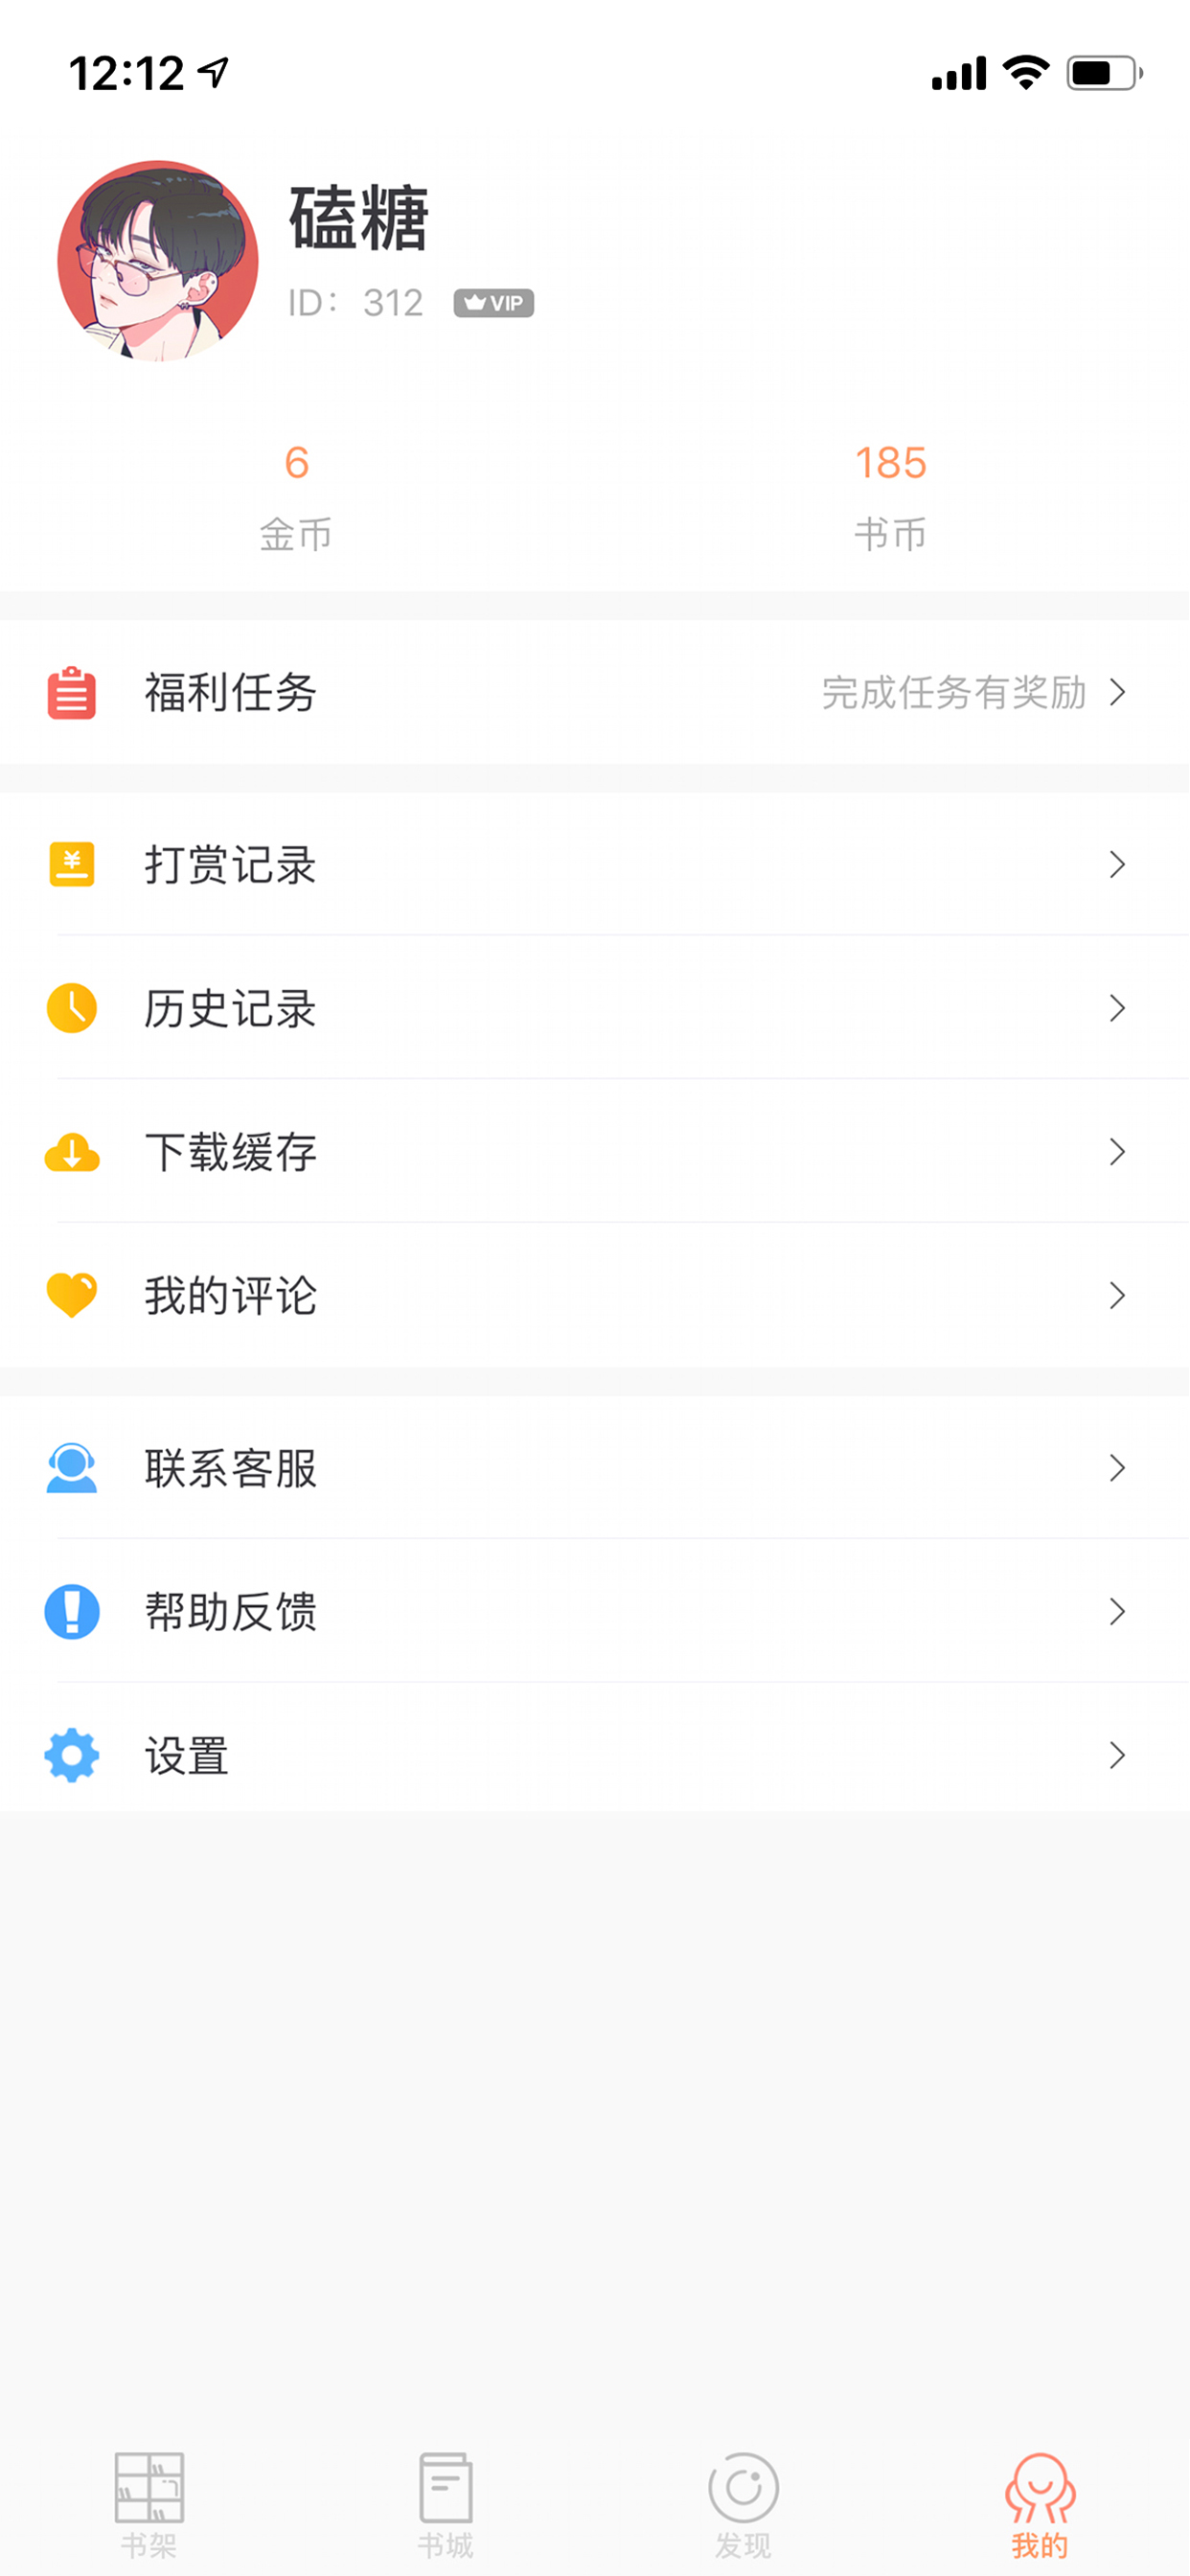 12:12
磕糖
ID： 312 VIP
6 185
金币 书币
福利任务 完成任务有奖励
打赏记录
历史记录
下载缓存
我的评论
联系客服
帮助反馈
设置
书架 书城 发现 我的